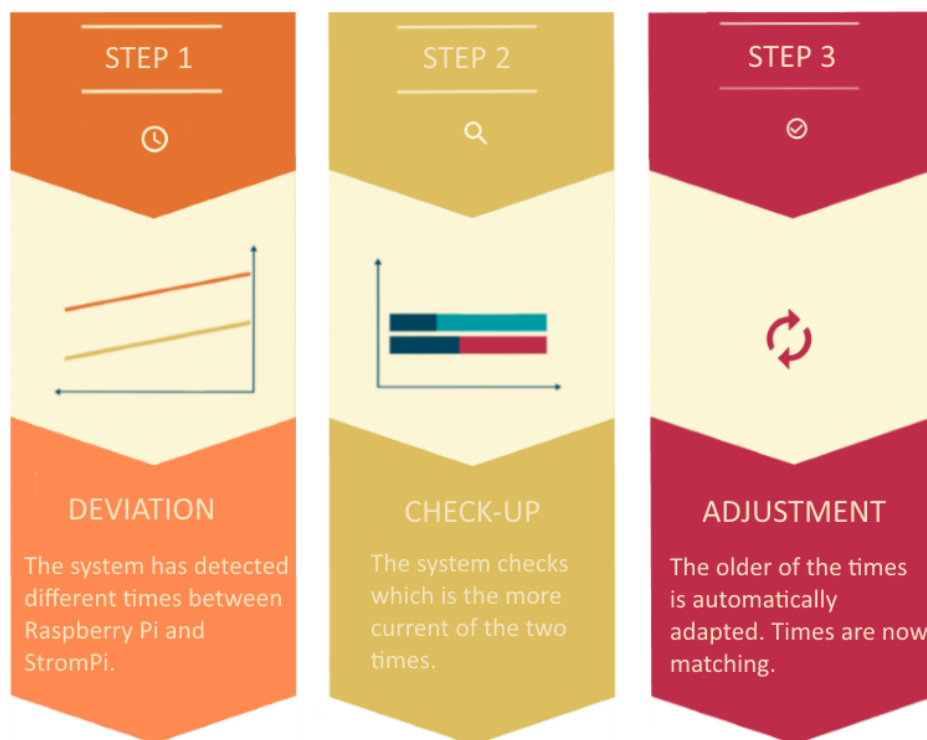 STEP 1
DEVIATION
The system has detected
different times between
Raspberry Pi and
StromPi.
STEP 2
CHECK-UP
The system checks
which is the more
current of the two
times.
STEP 3
ADJUSTMENT
The older of the times
is automatically
adapted. Times are now
matching.